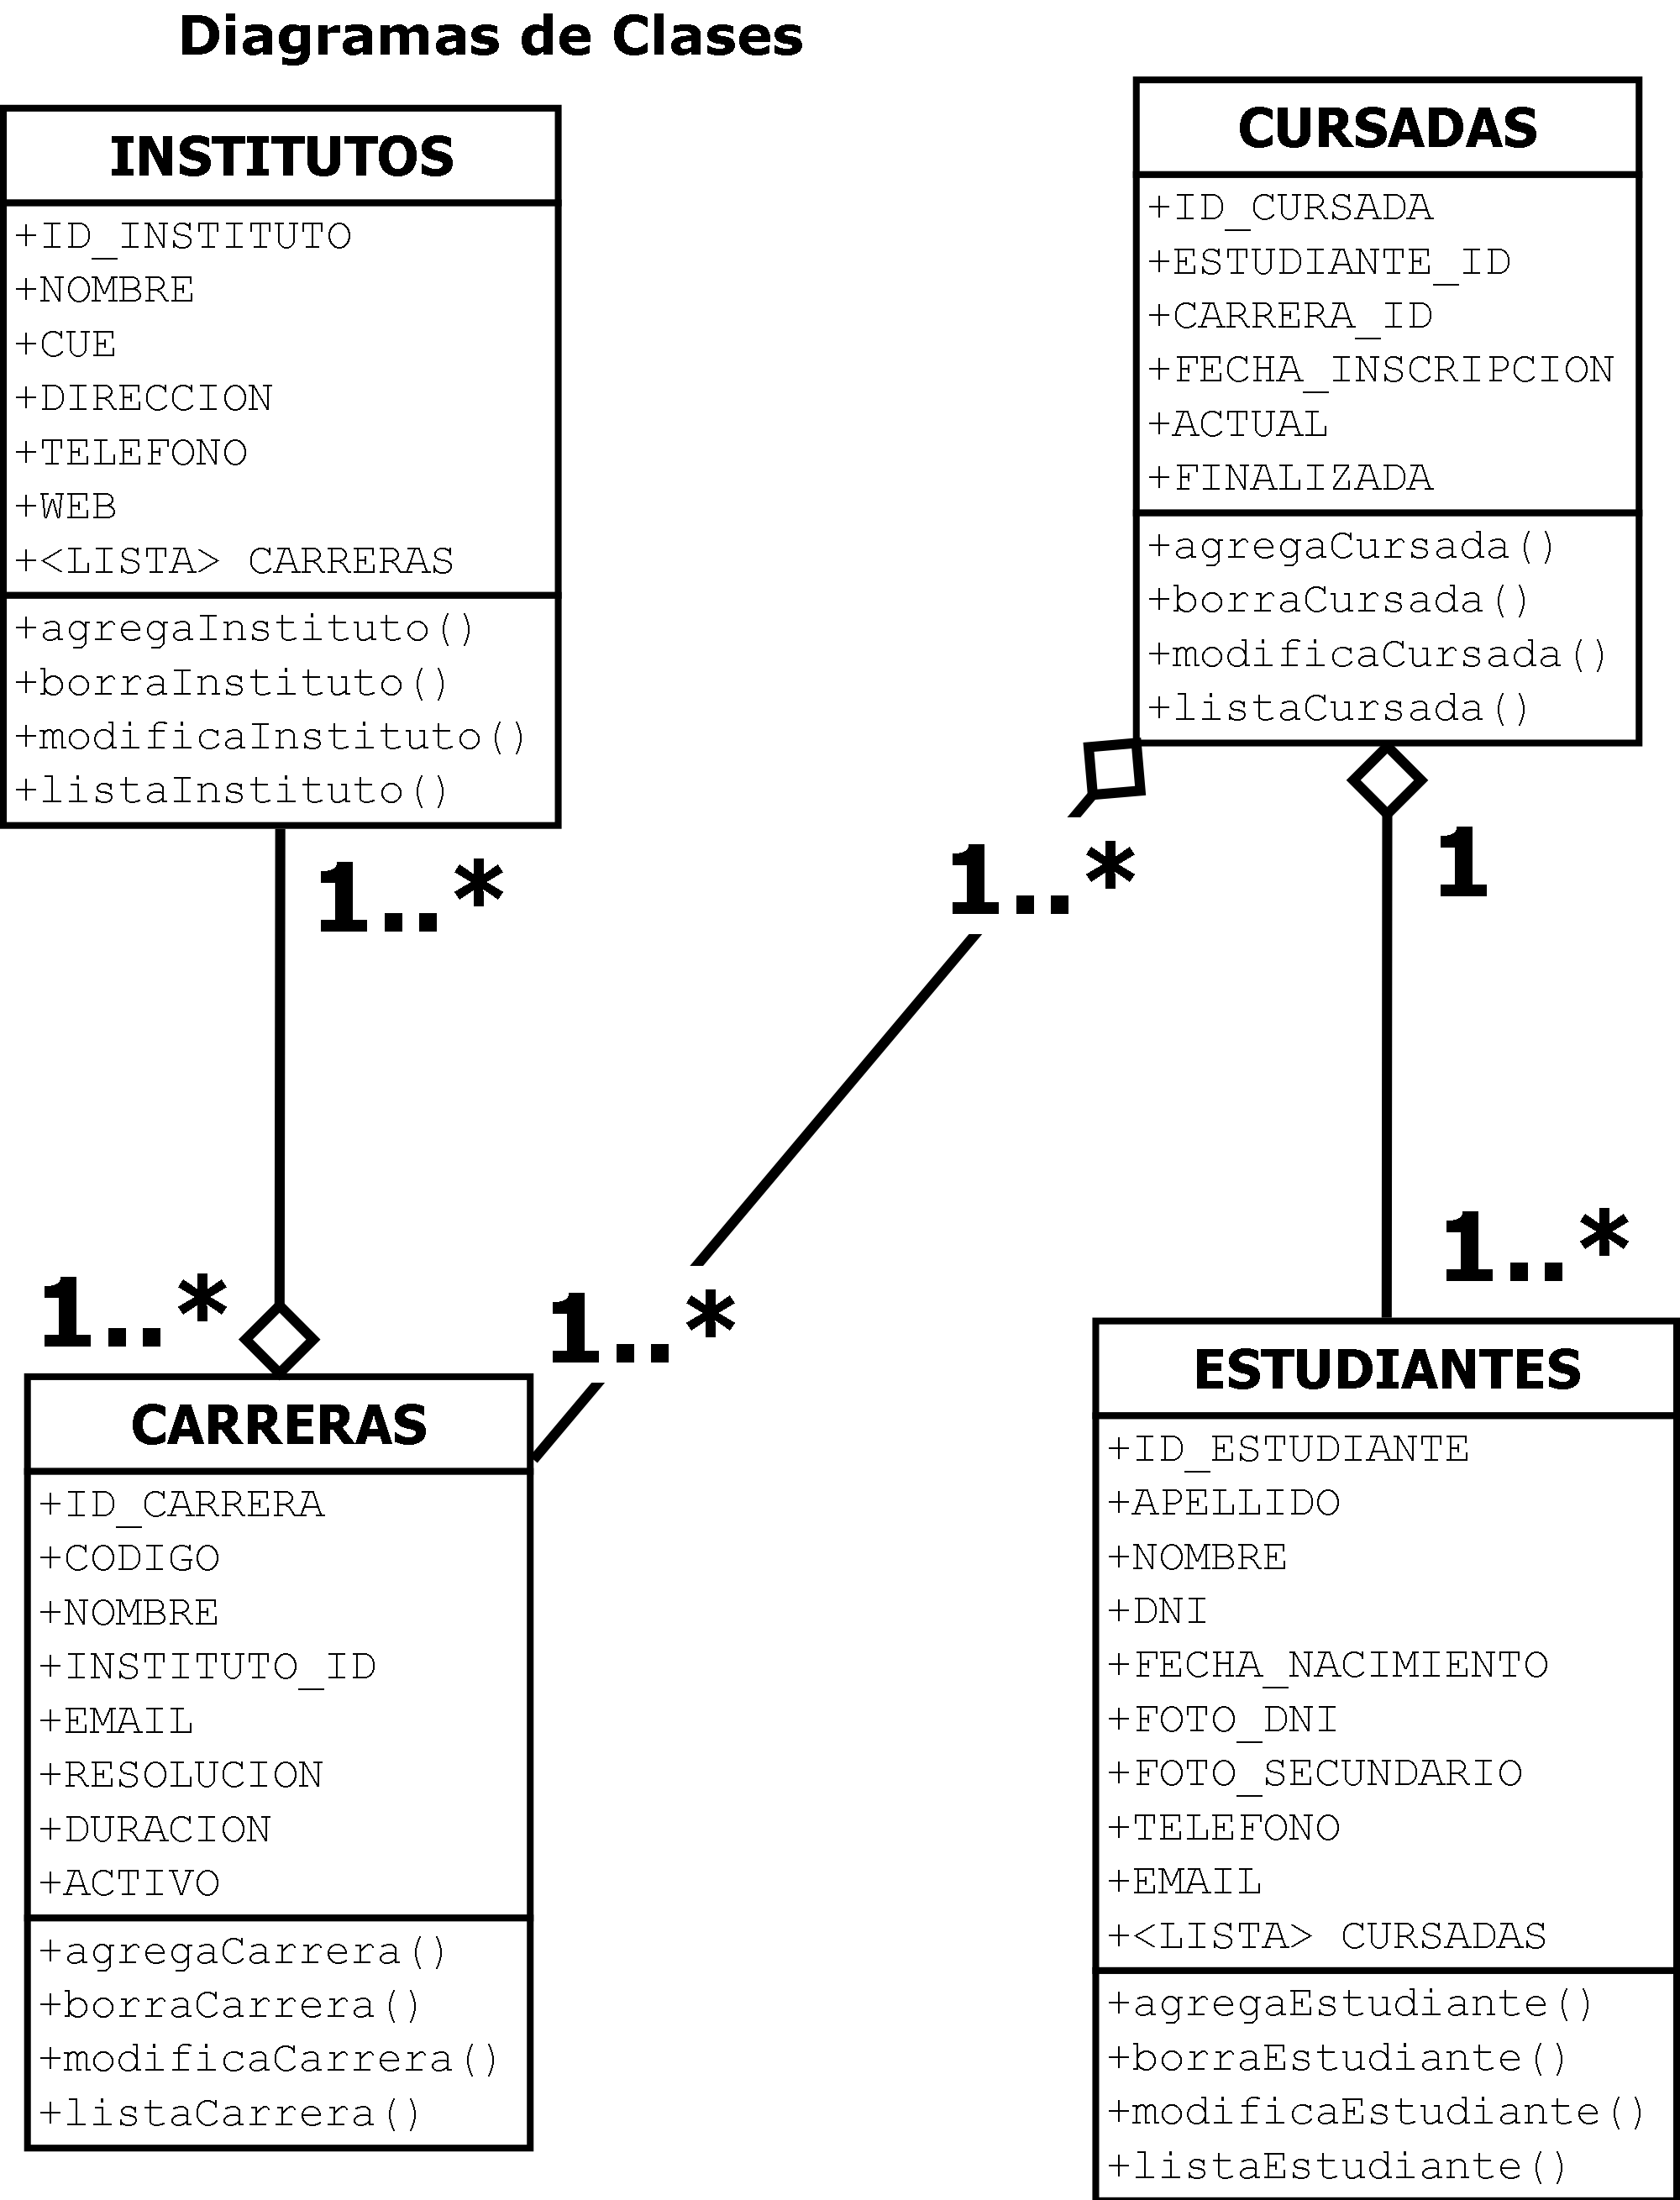 Diagramas de Clases
INSTITUTOS
+ID_INSTITUTO
+NOMBRE
+CUE
+DIRECCION
+TELEFONO
+WEB
+<LISTA> CARRERAS
+agregaInstituto()
+borraInstituto()
+modificaInstituto()
+listaInstituto()
CURSADAS
+ID_CURSADA
+ESTUDIANTE_ID
+CARRERA_ID
+FECHA_INSCRIPCION
+ACTUAL
+FINALIZADA
+agregaCursada()
+borraCursada()
+modificaCursada()
+listaCursada()
1..*
1..*
1
1..*
1..*
1..*
CARRERAS
+ID_CARRERA
+CODIGO
+NOMBRE
+INSTITUTO_ID
+EMAIL
+RESOLUCION
+DURACION
+ACTIVO
+agregaCarrera()
+borraCarrera()
+modificaCarrera()
+listaCarrera()
ESTUDIANTES
+ID_ESTUDIANTE
+APELLIDO
+NOMBRE
+DNI
+FECHA_NACIMIENTO
+FOTO_DNI
+FOTO_SECUNDARIO
+TELEFONO
+EMAIL
+<LISTA> CURSADAS
+agregaEstudiante()
+borraEstudiante()
+modificaEstudiante()
+listaEstudiante()